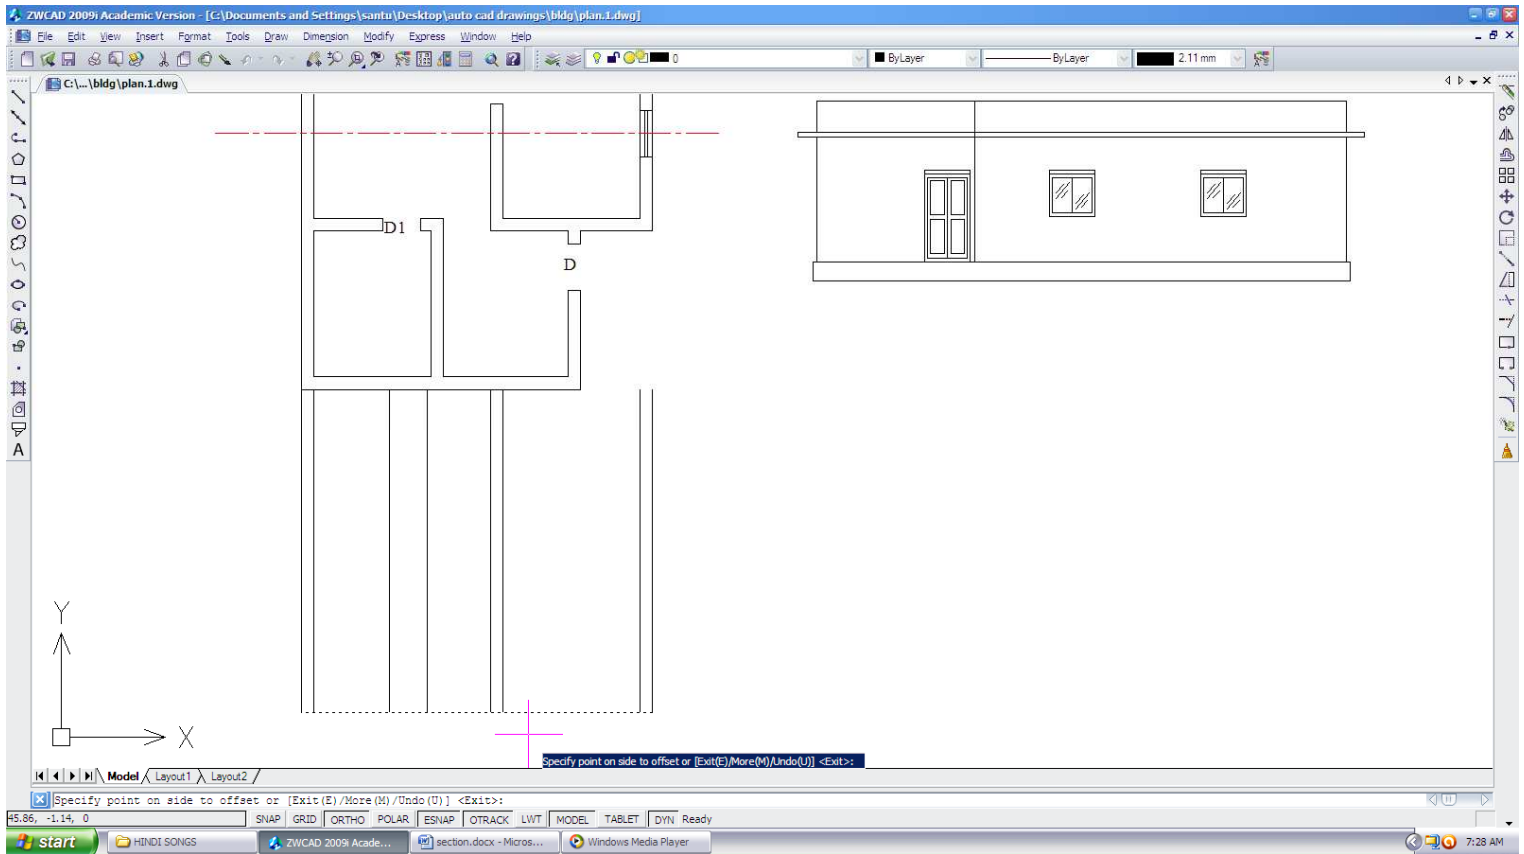 ZWCAD 2009i Academic Version - [C:\Documents and Settings\santu\Desktop\auto cad drawings\bldg\plan.1.dwg]
File Edit View Insert Format Tools Draw Dimension Modify Express Window Help
0 ByLayer ByLayer 2.11 mm
C:\...\bldg\plan.1.dwg
D1
D
Y
X
A
Specify point on side to offset or [Exit(E)/More(M)/Undo(U)] <Exit>:
Model Layout1 Layout2
Specify point on side to offset or [Exit(E)/More(M)/Undo(U)] <Exit>:
45.86, -1.14, 0 SNAP GRID ORTHO POLAR ESNAP OTRACK LWT MODEL TABLET DYN Ready
start HINDI SONGS ZWCAD 2009i Acade... section.docx - Micros... Windows Media Player 7:28 AM